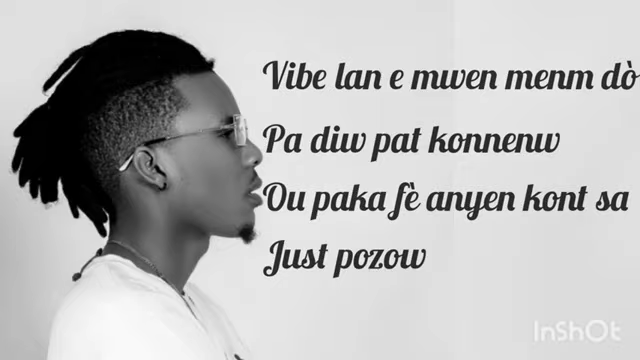 Vibe lan e mwen menm dò
Pa diw pat konnenw
Ou paka fè anyen kont sa
Just pozow
InShOt